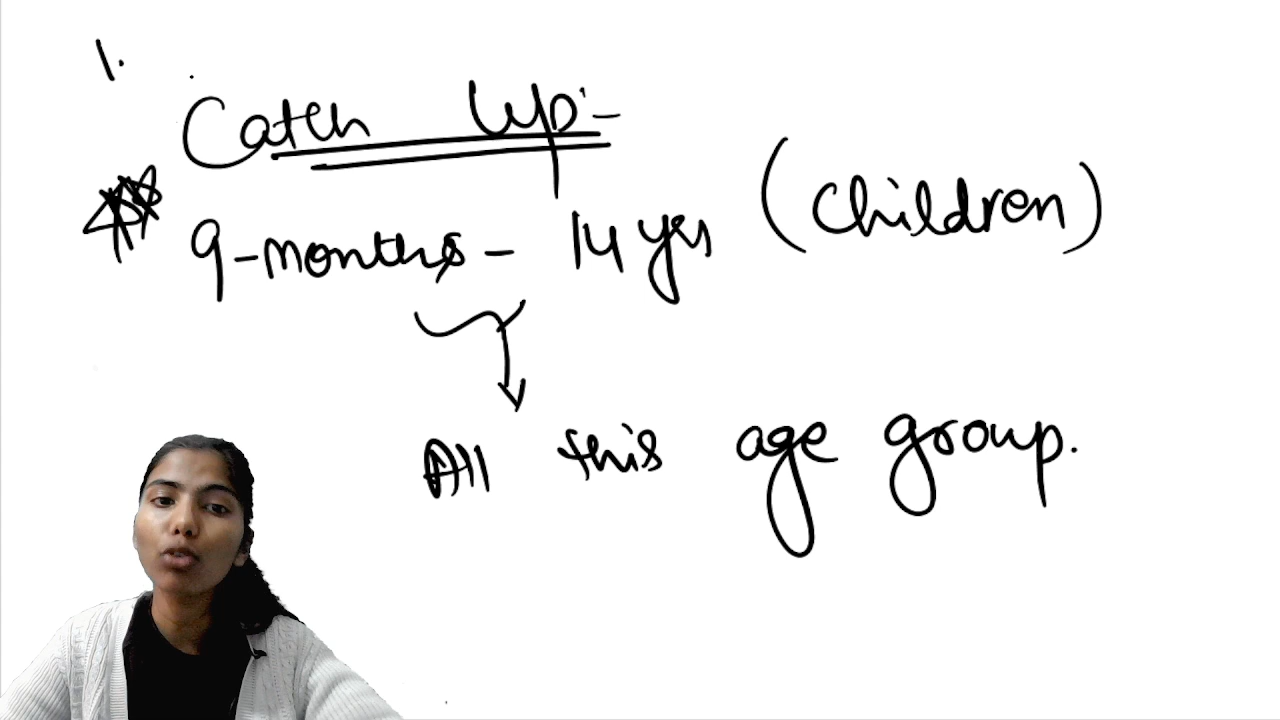 1.
Catch Up:-
9-months - 14 yrs (Children)
All this age group.